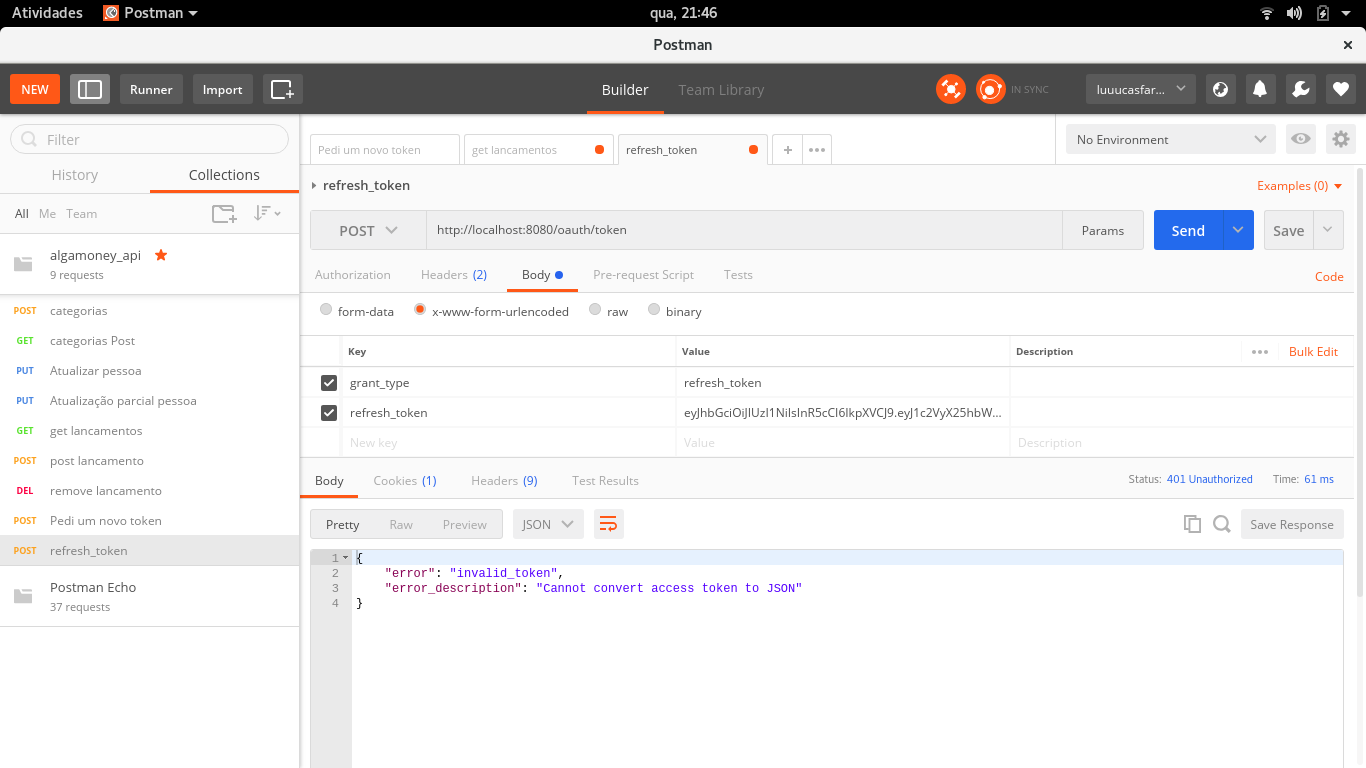 Atividades Postman qua, 21:46
Postman
NEW Runner Import Builder Team Library IN SYNC luuucasfar...
Filter
History Collections
All Me Team
algamoney_api
9 requests
POST categorias
GET categorias Post
PUT Atualizar pessoa
PUT Atualização parcial pessoa
GET get lancamentos
POST post lancamento
DEL remove lancamento
POST Pedi um novo token
POST refresh_token
Postman Echo
37 requests
Pedi um novo token get lancamentos refresh_token + ••• No Environment
refresh_token Examples (0)
POST http://localhost:8080/oauth/token Params Send Save
Authorization Headers (2) Body Pre-request Script Tests Code
form-data x-www-form-urlencoded raw binary
Key Value Description ••• Bulk Edit
grant_type refresh_token
refresh_token eyJhbGciOiJIUzI1NiIsInR5cCI6IkpXVCJ9.eyJ1c2VyX25hbW...
New key Value Description
Body Cookies (1) Headers (9) Test Results Status: 401 Unauthorized Time: 61 ms
Pretty Raw Preview JSON Save Response
1 {
2 "error": "invalid_token",
3 "error_description": "Cannot convert access token to JSON"
4 }